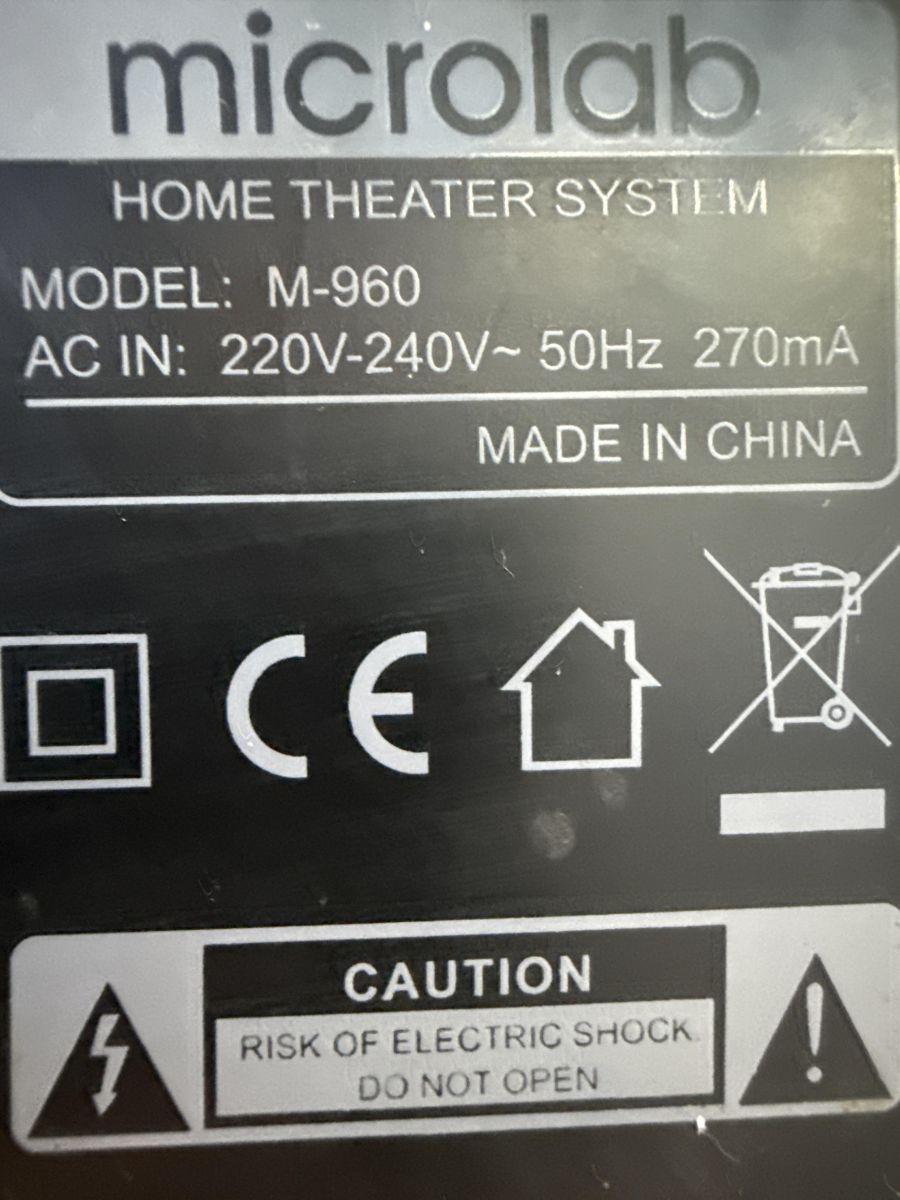 microlab
HOME THEATER SYSTEM
MODEL: M-960
AC IN: 220V-240V~ 50Hz 270mA
MADE IN CHINA
CE
CAUTION
RISK OF ELECTRIC SHOCK
DO NOT OPEN